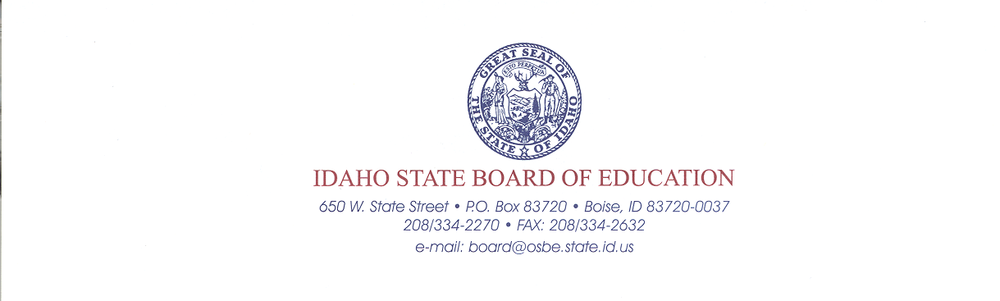 GREAT SEAL OF
THE STATE OF IDAHO
ESTO PERPETUA
IDAHO STATE BOARD OF EDUCATION
650 W. State Street • P.O. Box 83720 • Boise, ID 83720-0037
208/334-2270 • FAX: 208/334-2632
e-mail: board@osbe.state.id.us